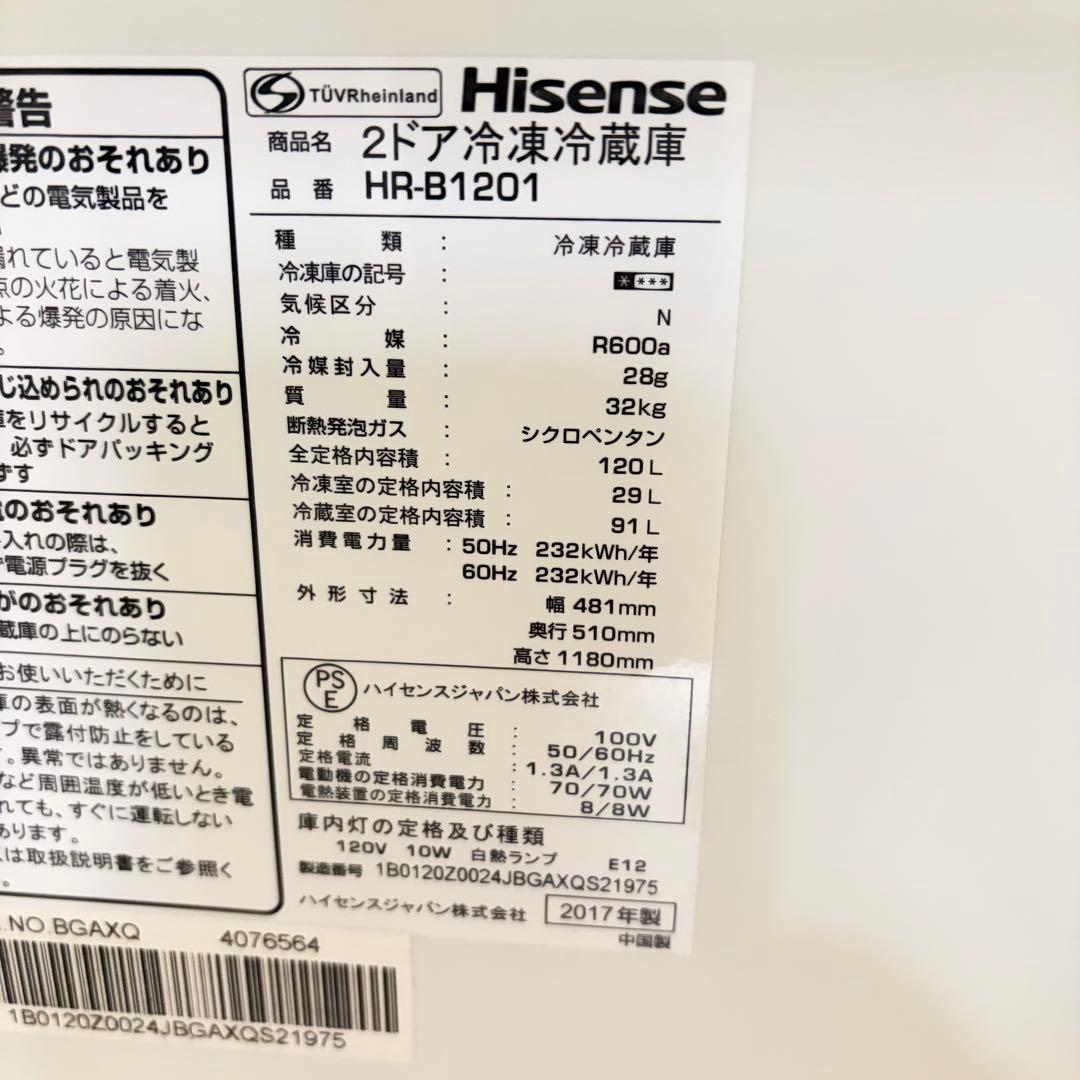 警告
爆発のおそれあり
どの電気製品を
漏れていると電気製
点の火花による着火、
よる爆発の原因にな
。
じ込められのおそれあり
庫をリサイクルすると
必ずドアパッキング
ずす
のおそれあり
入れの際は、
電源プラグを抜く
がのおそれあり
蔵庫の上にのらない
お使いいただくために
庫の表面が熱くなるのは、
プで露付防止をしている
。異常ではありません。
など周囲温度が低いとき電
れても、すぐに運転しない
あります。
は取扱説明書をご参照く
。
TÜVRheinland Hisense
商品名 2ドア冷凍冷蔵庫
品番 HR-B1201
種類 : 冷凍冷蔵庫
冷凍庫の記号 : ****
気候区分 : N
冷媒 : R600a
冷媒封入量 : 28g
質量 : 32kg
断熱発泡ガス : シクロペンタン
全定格内容積 : 120L
冷凍室の定格内容積 : 29L
冷蔵室の定格内容積 : 91L
消費電力量 : 50Hz 232kWh/年
60Hz 232kWh/年
外形寸法 : 幅 481mm
奥行 510mm
高さ 1180mm
PSE ハイセンスジャパン株式会社
定格電圧 : 100V
定格周波数 : 50/60Hz
定格電流 : 1.3A/1.3A
電動機の定格消費電力 : 70/70W
電熱装置の定格消費電力 : 8/8W
庫内灯の定格及び種類
120V 10W 白熱ランプ E12
製造番号 1B0120Z0024JBGAXQS21975
ハイセンスジャパン株式会社 2017年製
中国製
.NO.BGAXQ 4076564
1B0120Z0024JBGAXQS21975